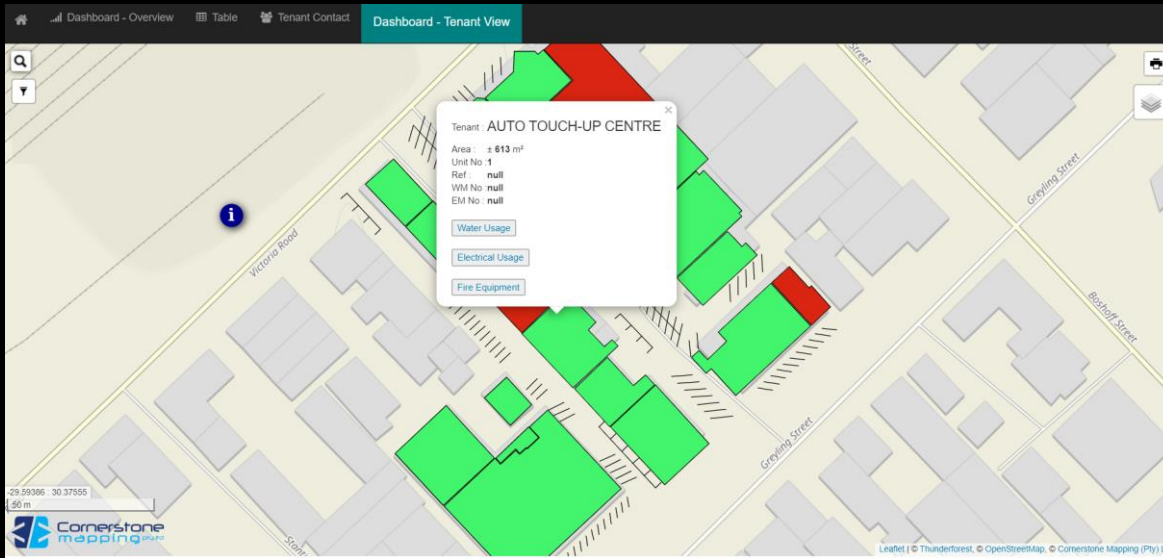 Dashboard - Overview
Table
Tenant Contact
Dashboard - Tenant View
Street
Tenant : AUTO TOUCH-UP CENTRE
×
Area : ± 613 m²
Unit No :1
Ref : null
WM No :null
EM No : null
Water Usage
Electrical Usage
Fire Equipment
i
Victoria Road
Greyling Street
Boshoff Street
Greyling Street
Street
-29.59386 : 30.37555
50 m
Cornerstone
mapping
Leaflet | © Thunderforest, © OpenStreetMap, © Cornerstone Mapping (Pty)